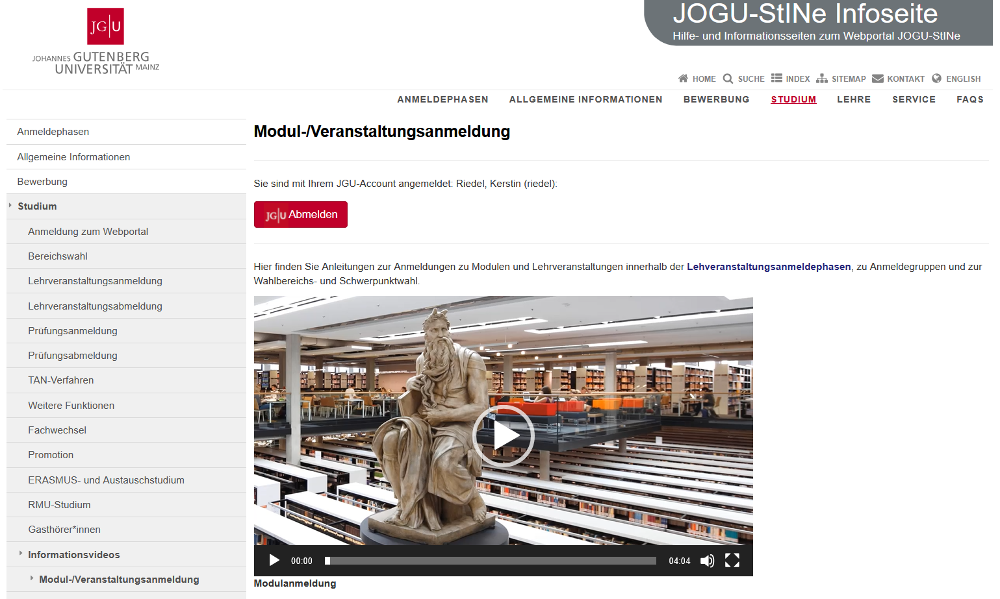 JG|U
JOHANNES GUTENBERG
UNIVERSITÄT MAINZ
JOGU-StINe Infoseite
Hilfe- und Informationsseiten zum Webportal JOGU-StINe
HOME SUCHE INDEX SITEMAP KONTAKT ENGLISH
ANMELDEPHASEN ALLGEMEINE INFORMATIONEN BEWERBUNG STUDIUM LEHRE SERVICE FAQS
Anmeldephasen
Allgemeine Informationen
Bewerbung
Studium
Anmeldung zum Webportal
Bereichswahl
Lehrveranstaltungsanmeldung
Lehrveranstaltungsabmeldung
Prüfungsanmeldung
Prüfungsabmeldung
TAN-Verfahren
Weitere Funktionen
Fachwechsel
Promotion
ERASMUS- und Austauschstudium
RMU-Studium
Gasthörer*innen
Informationsvideos
Modul-/Veranstaltungsanmeldung
Modul-/Veranstaltungsanmeldung
Sie sind mit Ihrem JGU-Account angemeldet: Riedel, Kerstin (riedel):
JG|U Abmelden
Hier finden Sie Anleitungen zur Anmeldungen zu Modulen und Lehrveranstaltungen innerhalb der Lehveranstaltungsanmeldephasen, zu Anmeldegruppen und zur
Wahlbereichs- und Schwerpunktwahl.
00:00 04:04
Modulanmeldung